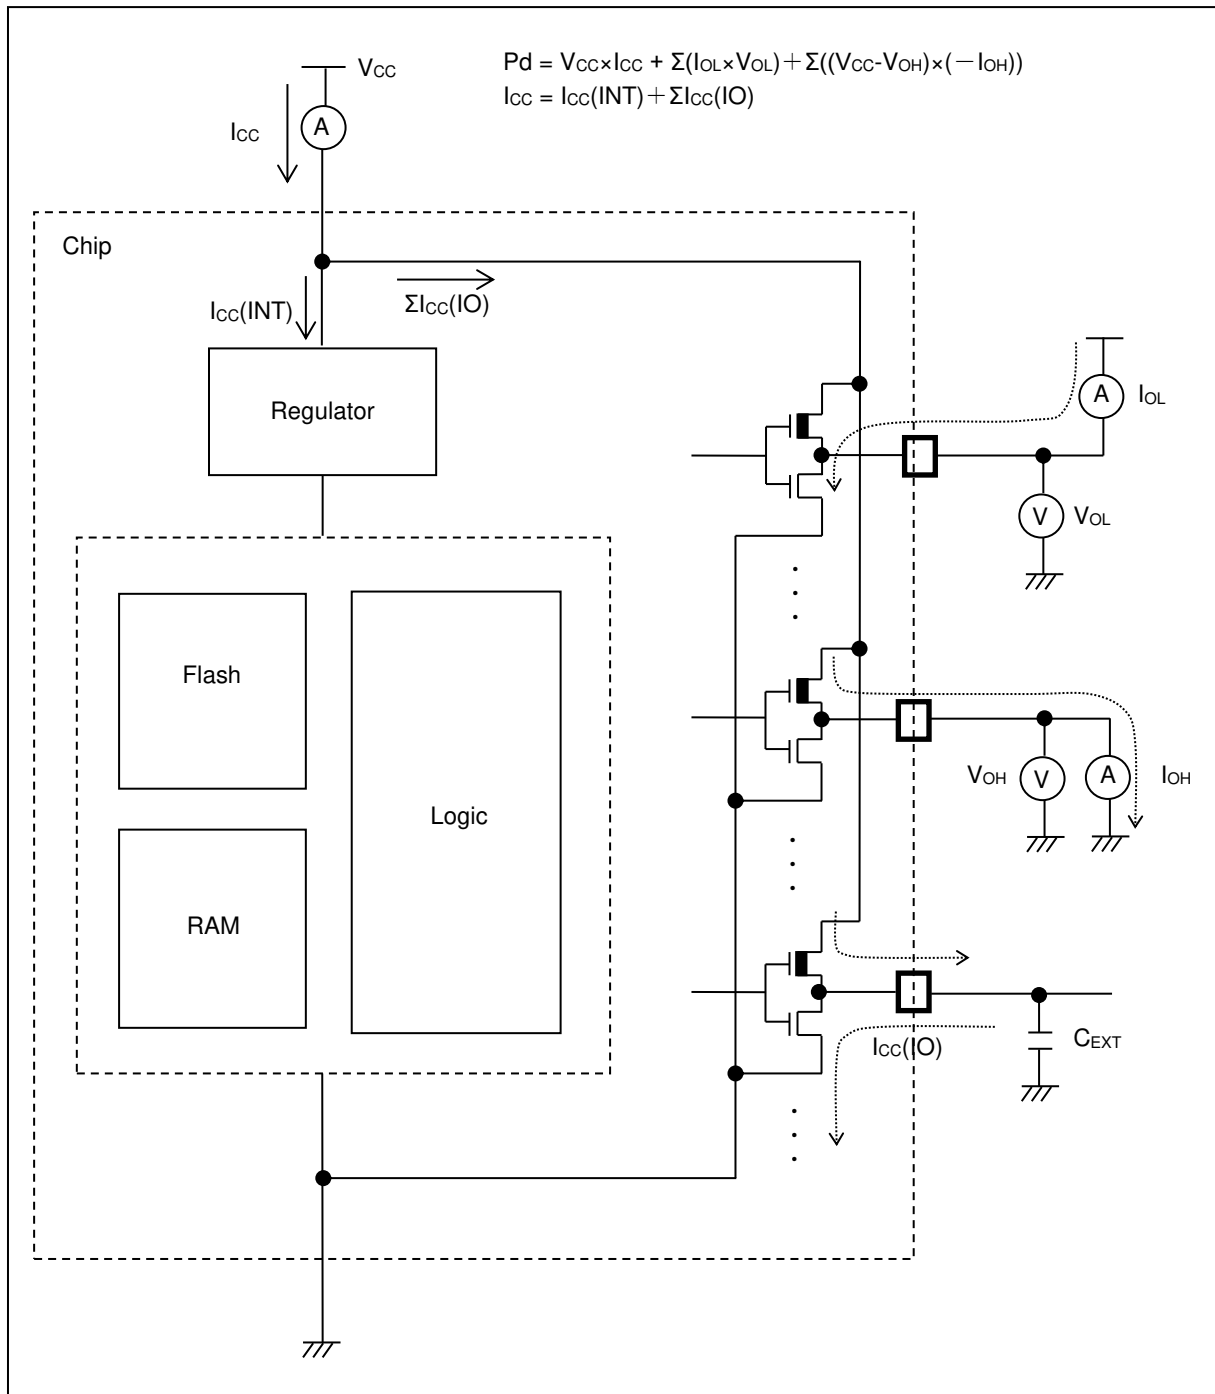 Pd = VCC×ICC + Σ(IOL×VOL)+Σ((VCC-VOH)×(-IOH))
ICC = ICC(INT)+ΣICC(IO)
VCC
A
ICC
Chip
ICC(INT)
ΣICC(IO)
Regulator
A
IOL
V
VOL
Flash
Logic
RAM
VOH
V
A
IOH
ICC(IO)
CEXT